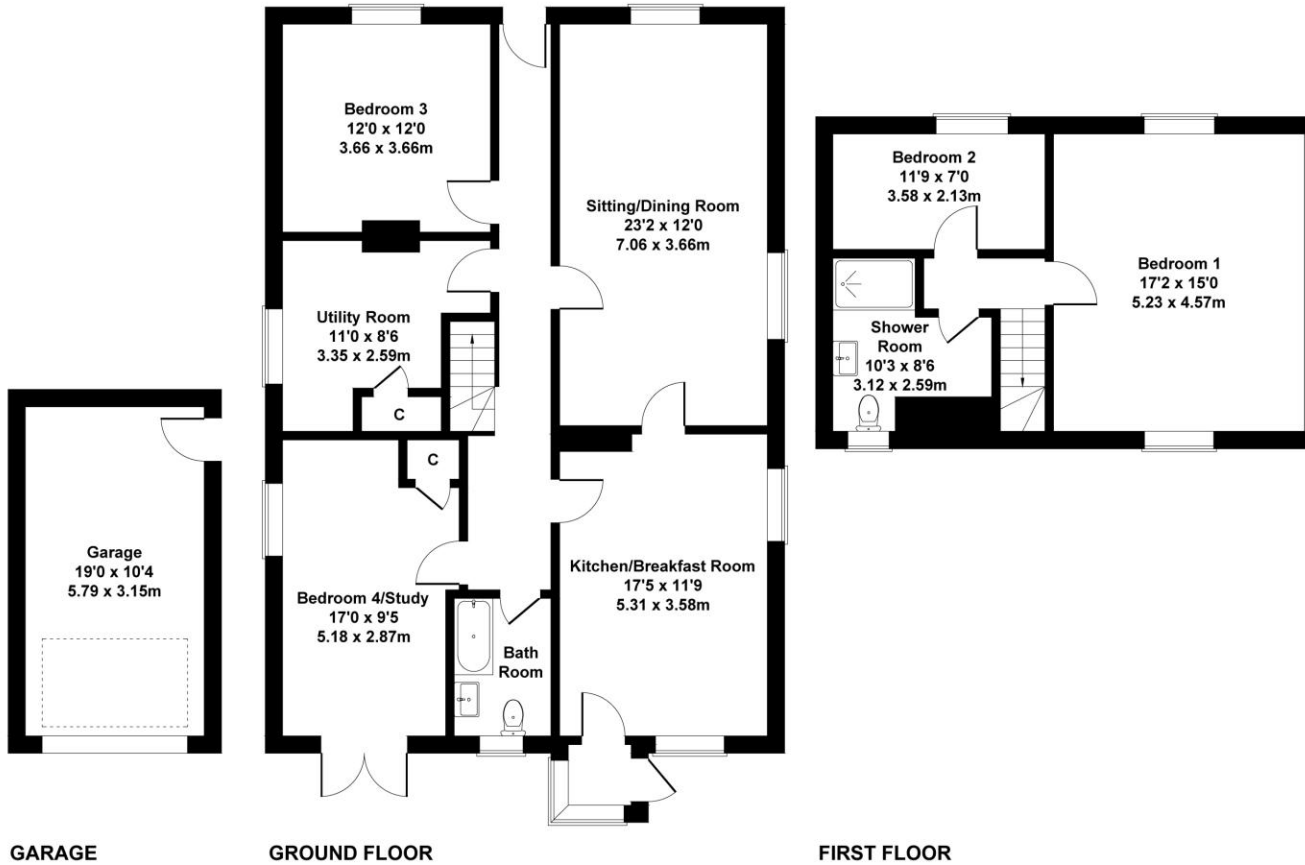 Bedroom 3
12'0 x 12'0
3.66 x 3.66m
Sitting/Dining Room
23'2 x 12'0
7.06 x 3.66m
Utility Room
11'0 x 8'6
3.35 x 2.59m
C
C
Bedroom 4/Study
17'0 x 9'5
5.18 x 2.87m
Bath
Room
Kitchen/Breakfast Room
17'5 x 11'9
5.31 x 3.58m
Bedroom 2
11'9 x 7'0
3.58 x 2.13m
Bedroom 1
17'2 x 15'0
5.23 x 4.57m
Shower
Room
10'3 x 8'6
3.12 x 2.59m
Garage
19'0 x 10'4
5.79 x 3.15m
GARAGE
GROUND FLOOR
FIRST FLOOR